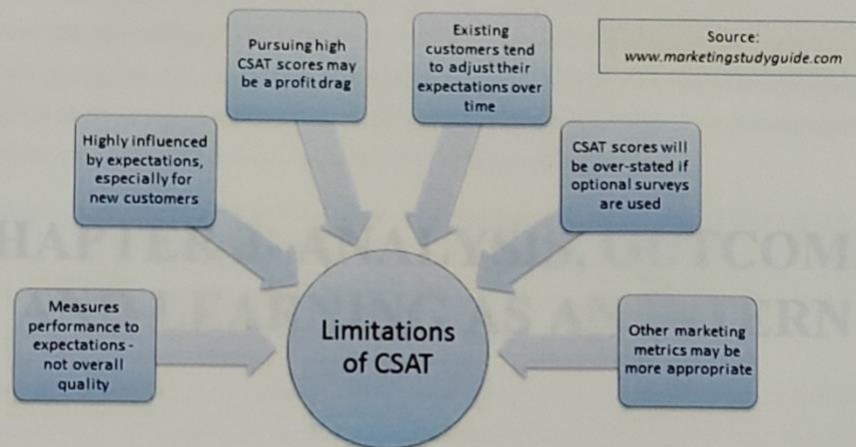 Source:
www.marketingstudyguide.com
Pursuing high
CSAT scores may
be a profit drag
Existing
customers tend
to adjust their
expectations over
time
Highly influenced
by expectations,
especially for
new customers
CSAT scores will
be over-stated if
optional surveys
are used
Measures
performance to
expectations -
not overall
quality
Limitations
of CSAT
Other marketing
metrics may be
more appropriate